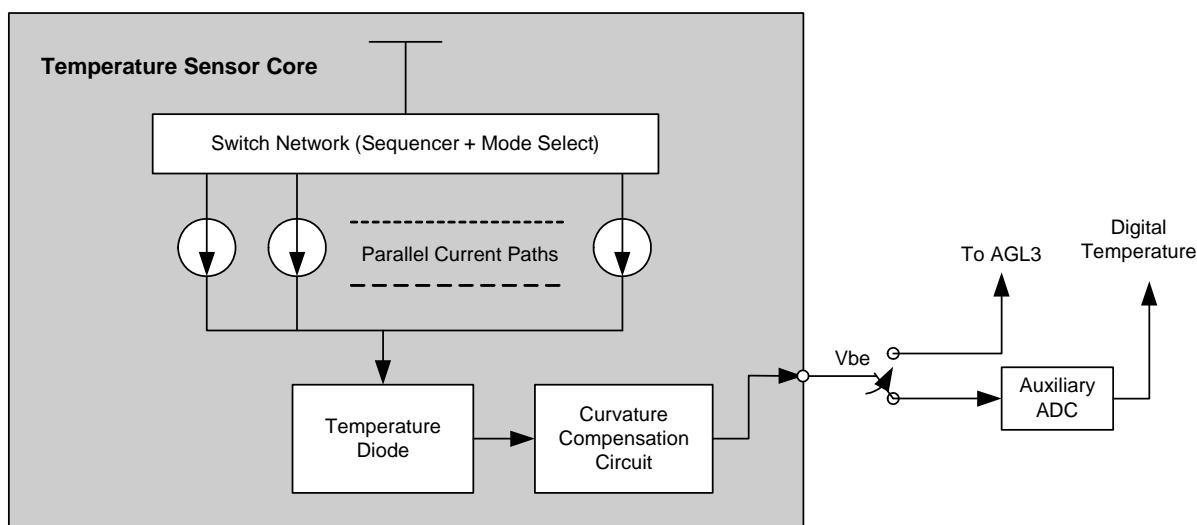 Temperature Sensor Core
Switch Network (Sequencer + Mode Select)
Parallel Current Paths
Temperature
Diode
Curvature
Compensation
Circuit
Vbe
To AGL3
Digital
Temperature
Auxiliary
ADC